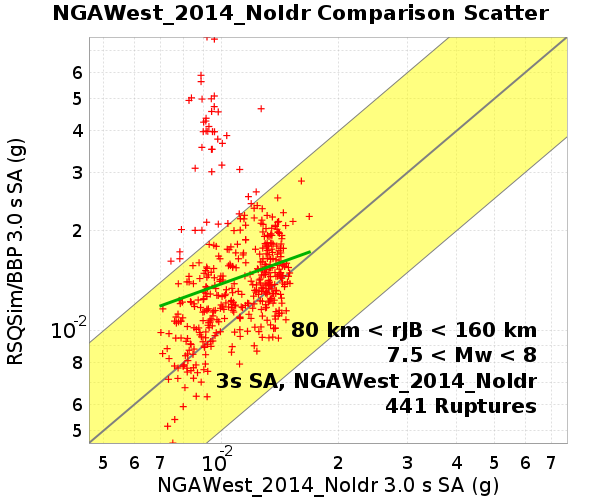 NGAWest_2014_NoIdr Comparison Scatter
RSQSim/BBP 3.0 s SA (g)
6
5
4
3
2
10-2
8
6
5
80 km < rJB < 160 km
7.5 < Mw < 8
3s SA, NGAWest_2014_NoIdr
441 Ruptures
5 6 7 10-2 2 3 4 5 6 7
NGAWest_2014_NoIdr 3.0 s SA (g)